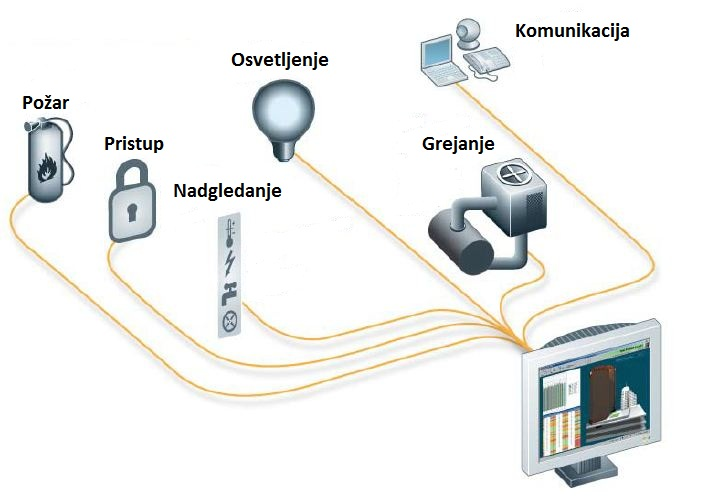 Komunikacija
Osvetljenje
Požar
Pristup
Grejanje
Nadgledanje